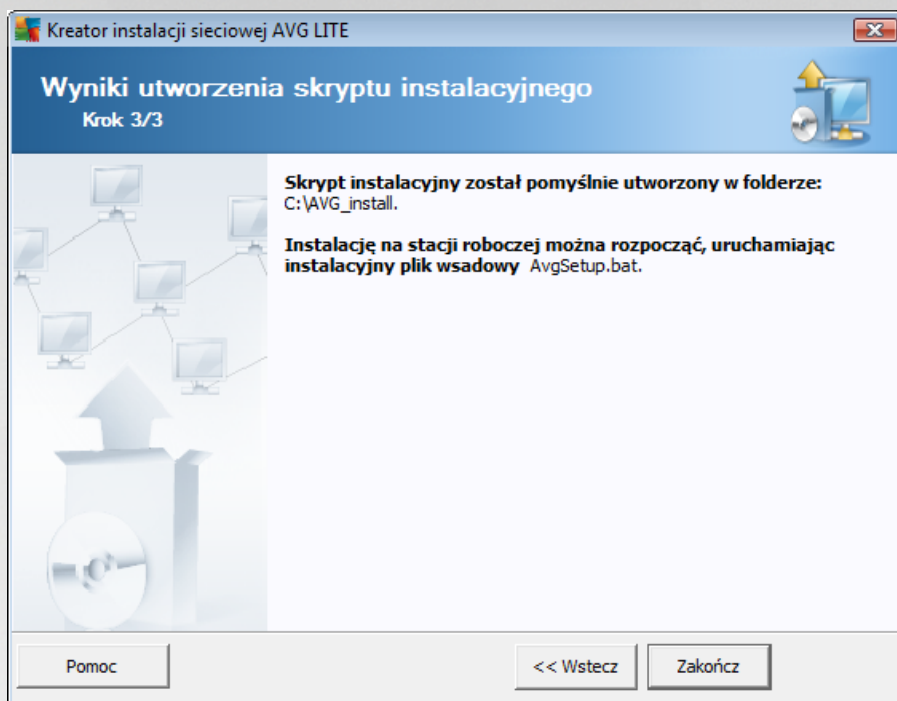 Kreator instalacji sieciowej AVG LITE
Wyniki utworzenia skryptu instalacyjnego
Krok 3/3
Skrypt instalacyjny został pomyślnie utworzony w folderze:
C:\AVG_install.
Instalację na stacji roboczej można rozpocząć, uruchamiając
instalacyjny plik wsadowy AvgSetup.bat.
Pomoc
<< Wstecz
Zakończ